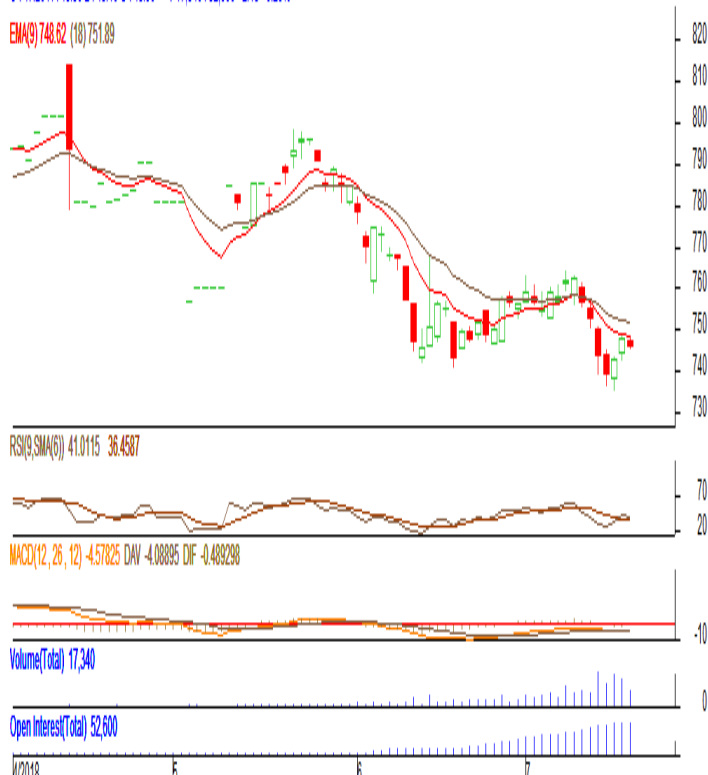 EMA(9) 748.62 (18) 751.89
820
810
800
790
780
770
760
750
740
730
RSI(9,SMA(6)) 41.0115 36.4587
70
20
MACD(12, 26, 12) -4.57825 DAV -4.08895 DIF -0.489298
-10
Volume(Total) 17,340
0
Open Interest(Total) 52,600
4/2018 5 6 7